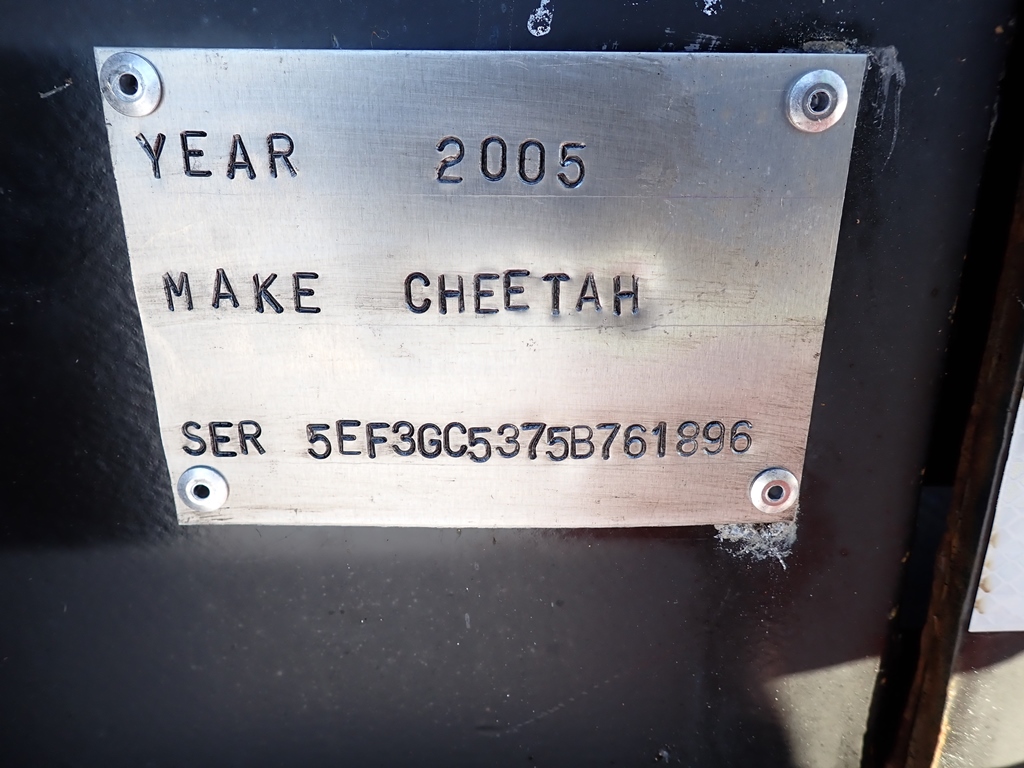 YEAR 2005
MAKE CHEETAH
SER 5EF3GC5375B761896